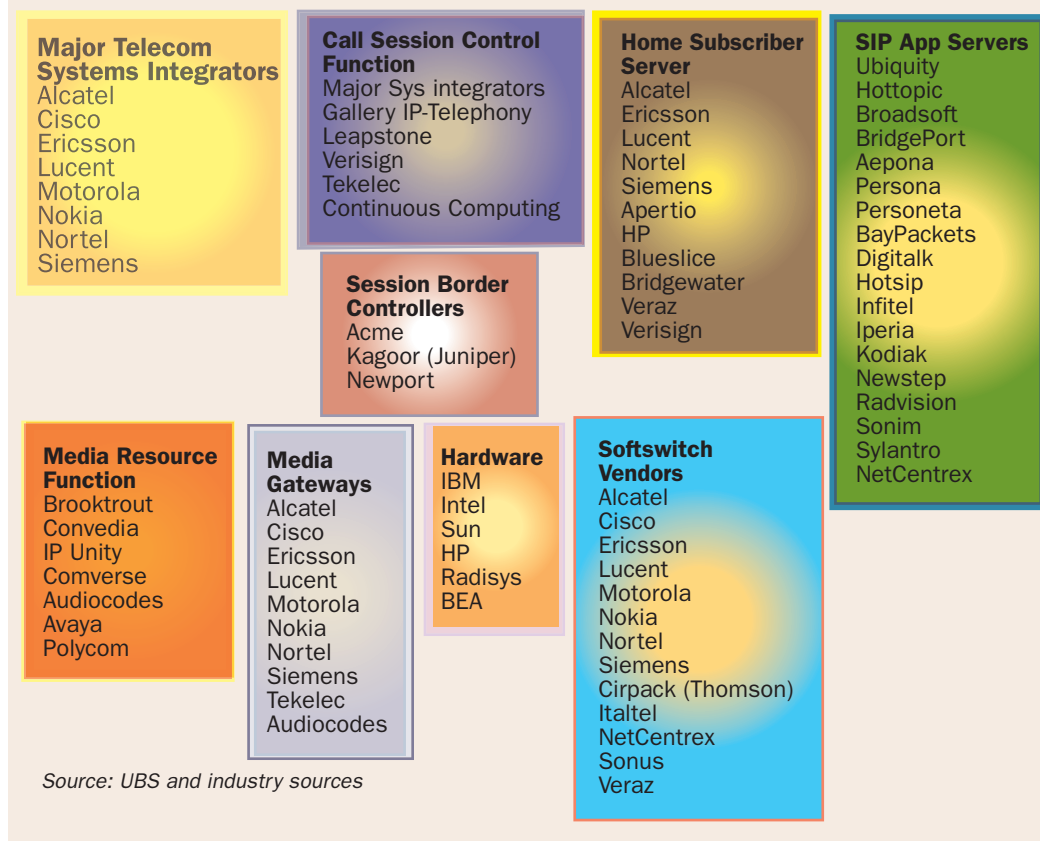 Major Telecom
Systems Integrators
Alcatel
Cisco
Ericsson
Lucent
Motorola
Nokia
Nortel
Siemens
Call Session Control
Function
Major Sys integrators
Gallery IP-Telephony
Leapstone
Verisign
Tekelec
Continuous Computing
Home Subscriber
Server
Alcatel
Ericsson
Lucent
Nortel
Siemens
Apertio
HP
Blueslice
Bridgewater
Veraz
Verisign
SIP App Servers
Ubiquity
Hottopic
Broadsoft
BridgePort
Aepona
Persona
Personeta
BayPackets
Digitalk
Hotsip
Infitel
Iperia
Kodiak
Newstep
Radvision
Sonim
Sylantro
NetCentrex
Session Border
Controllers
Acme
Kagoor (Juniper)
Newport
Media Resource
Function
Brooktrout
Convedia
IP Unity
Comverse
Audiocodes
Avaya
Polycom
Media
Gateways
Alcatel
Cisco
Ericsson
Lucent
Motorola
Nokia
Nortel
Siemens
Tekelec
Audiocodes
Hardware
IBM
Intel
Sun
HP
Radisys
BEA
Softswitch
Vendors
Alcatel
Cisco
Ericsson
Lucent
Motorola
Nokia
Nortel
Siemens
Cirpack (Thomson)
Italtel
NetCentrex
Sonus
Veraz
Source: UBS and industry sources